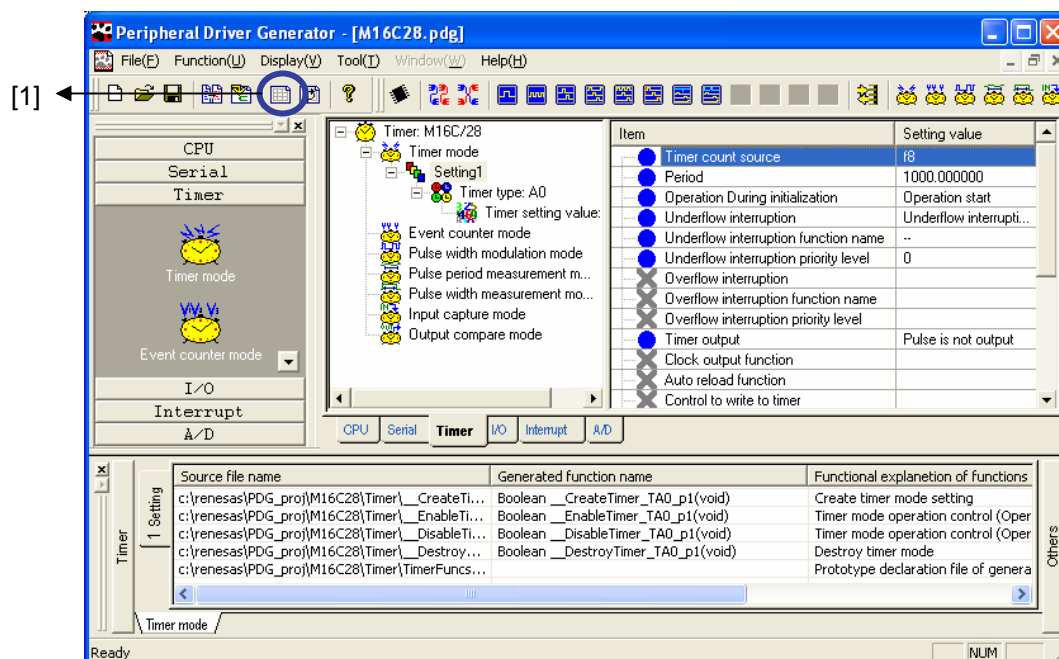 Peripheral Driver Generator - [M16C28.pdg]
File(F) Function(U) Display(V) Tool(T) Window(W) Help(H)
[1]
CPU
Serial
Timer
Timer mode
Event counter mode
I/O
Interrupt
A/D
Timer: M16C/28
Timer mode
Setting1
Timer type: A0
Timer setting value:
Event counter mode
Pulse width modulation mode
Pulse period measurement m...
Pulse width measurement mo...
Input capture mode
Output compare mode
Item Setting value
Timer count source f8
Period 1000.000000
Operation During initialization Operation start
Underflow interruption Underflow interrupti...
Underflow interruption function name --
Underflow interruption priority level 0
Overflow interruption
Overflow interruption function name
Overflow interruption priority level
Timer output Pulse is not output
Clock output function
Auto reload function
Control to write to timer
CPU Serial Timer I/O Interrupt A/D
Timer
1 Setting
Source file name Generated function name Functional explanetion of functions
c:\renesas\PDG_proj\M16C28\Timer\__CreateTi... Boolean __CreateTimer_TA0_p1(void) Create timer mode setting
c:\renesas\PDG_proj\M16C28\Timer\__EnableTi... Boolean __EnableTimer_TA0_p1(void) Timer mode operation control (Oper
c:\renesas\PDG_proj\M16C28\Timer\__DisableTi... Boolean __DisableTimer_TA0_p1(void) Timer mode operation control (Oper
c:\renesas\PDG_proj\M16C28\Timer\__Destroy... Boolean __DestroyTimer_TA0_p1(void) Destroy timer mode
c:\renesas\PDG_proj\M16C28\Timer\TimerFuncs... Prototype declaration file of genera
Others
Timer mode
Ready NUM